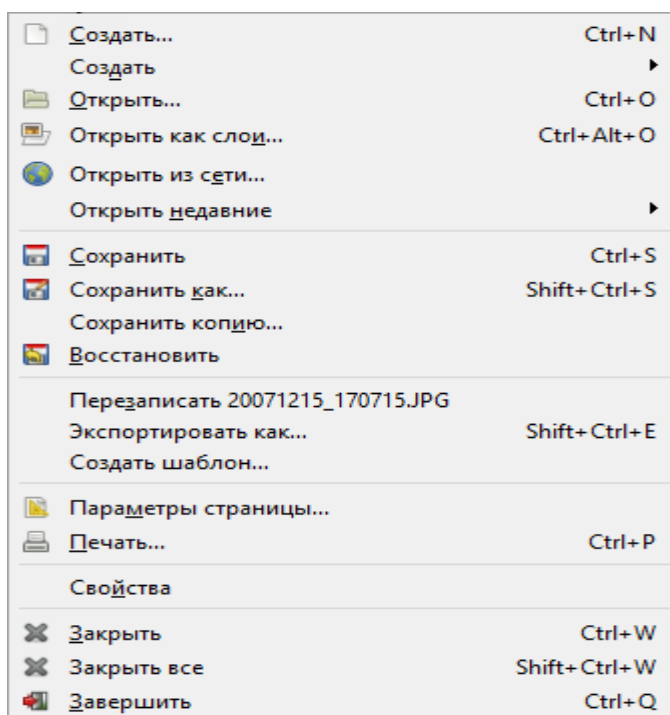 Создать... Ctrl+N
Создать
Открыть... Ctrl+O
Открыть как слои... Ctrl+Alt+O
Открыть из сети...
Открыть недавние
Сохранить Ctrl+S
Сохранить как... Shift+Ctrl+S
Сохранить копию...
Восстановить
Перезаписать 20071215_170715.JPG
Экспортировать как... Shift+Ctrl+E
Создать шаблон...
Параметры страницы...
Печать... Ctrl+P
Свойства
Закрыть Ctrl+W
Закрыть все Shift+Ctrl+W
Завершить Ctrl+Q